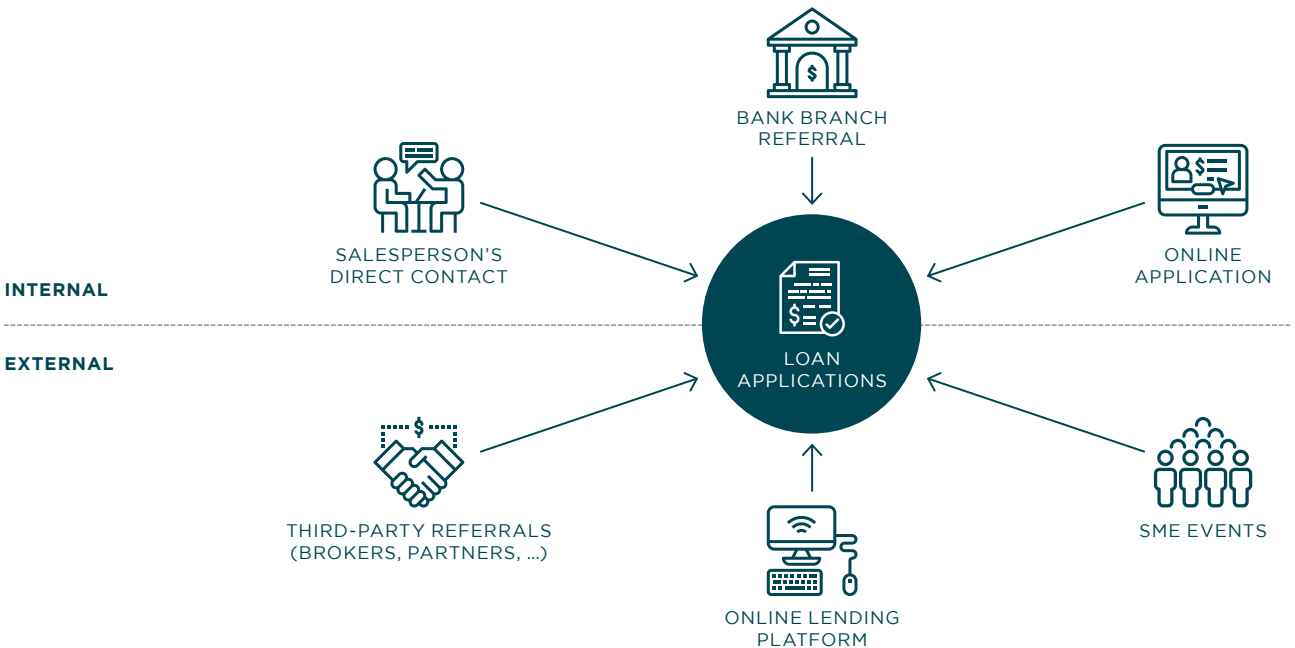 BANK BRANCH
REFERRAL
SALESPERSON'S
DIRECT CONTACT
ONLINE
APPLICATION
INTERNAL
EXTERNAL
LOAN
APPLICATIONS
THIRD-PARTY REFERRALS
(BROKERS, PARTNERS, ...)
SME EVENTS
ONLINE LENDING
PLATFORM